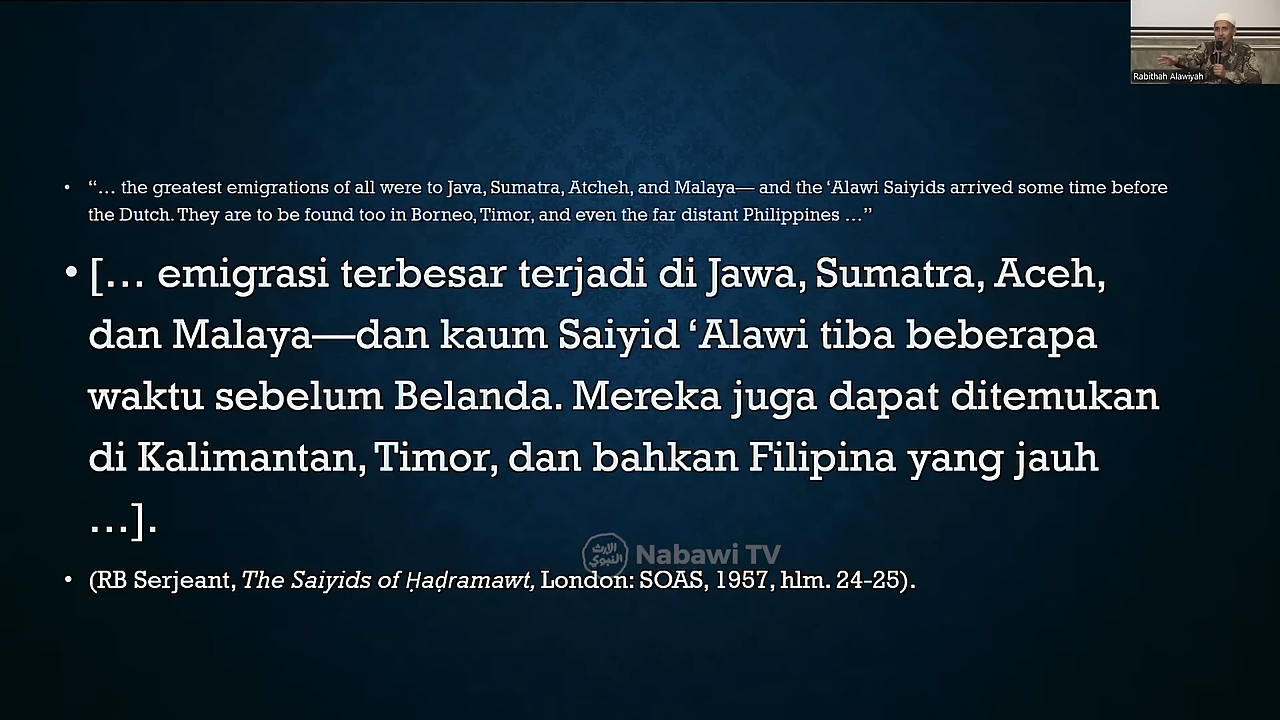 Rabithah Alawiyah
• “… the greatest emigrations of all were to Java, Sumatra, Atcheh, and Malaya— and the ‘Alawi Saiyids arrived some time before
the Dutch. They are to be found too in Borneo, Timor, and even the far distant Philippines …”
• [… emigrasi terbesar terjadi di Jawa, Sumatra, Aceh,
dan Malaya—dan kaum Saiyid ‘Alawi tiba beberapa
waktu sebelum Belanda. Mereka juga dapat ditemukan
di Kalimantan, Timor, dan bahkan Filipina yang jauh
…].
الإرث
النبوي
Nabawi TV
• (RB Serjeant, The Saiyids of Ḥaḍramawt, London: SOAS, 1957, hlm. 24-25).